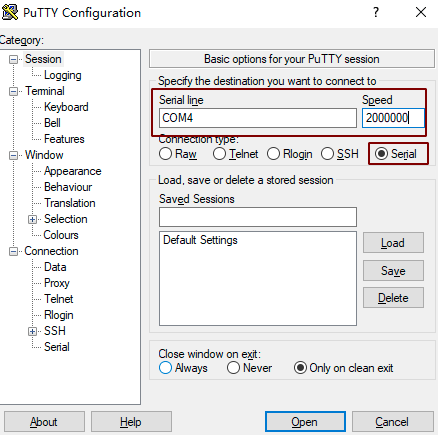 PuTTY Configuration
Category:
Session
Logging
Terminal
Keyboard
Bell
Features
Window
Appearance
Behaviour
Translation
Selection
Colours
Connection
Data
Proxy
Telnet
Rlogin
SSH
Serial
Basic options for your PuTTY session
Specify the destination you want to connect to
Serial line Speed
COM4 2000000
Connection type:
Raw Telnet Rlogin SSH Serial
Load, save or delete a stored session
Saved Sessions
Default Settings
Load
Save
Delete
Close window on exit:
Always Never Only on clean exit
About Help Open Cancel